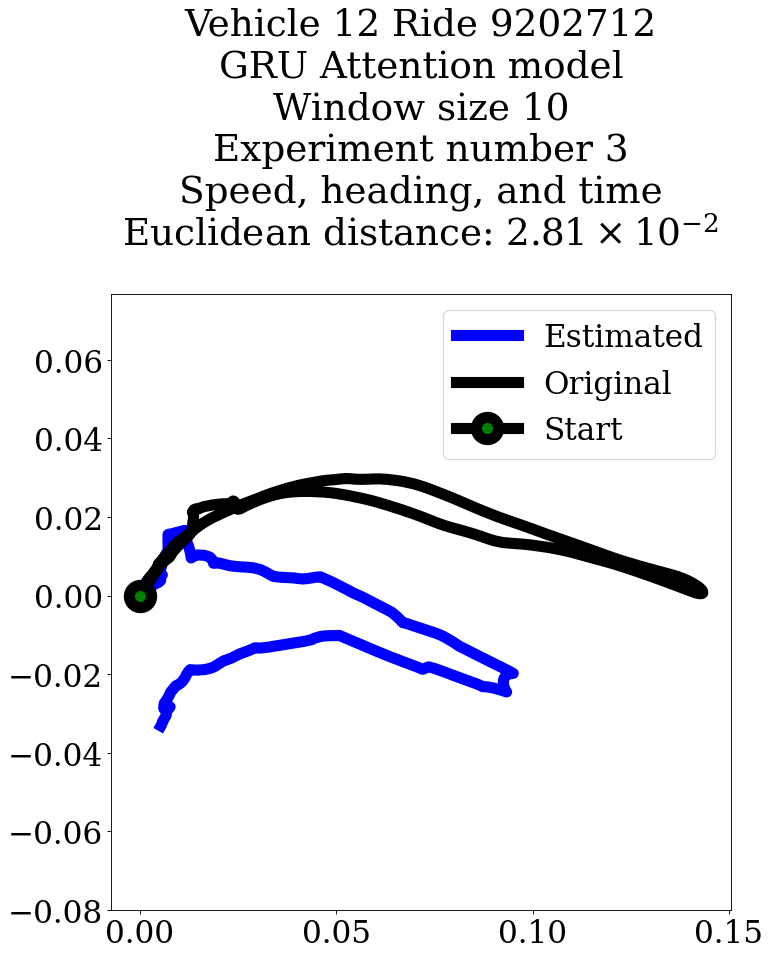 Vehicle 12 Ride 9202712
GRU Attention model
Window size 10
Experiment number 3
Speed, heading, and time
Euclidean distance: 2.81 × 10⁻²
Estimated
Original
Start
0.06
0.04
0.02
0.00
−0.02
−0.04
−0.06
−0.08
0.00 0.05 0.10 0.15